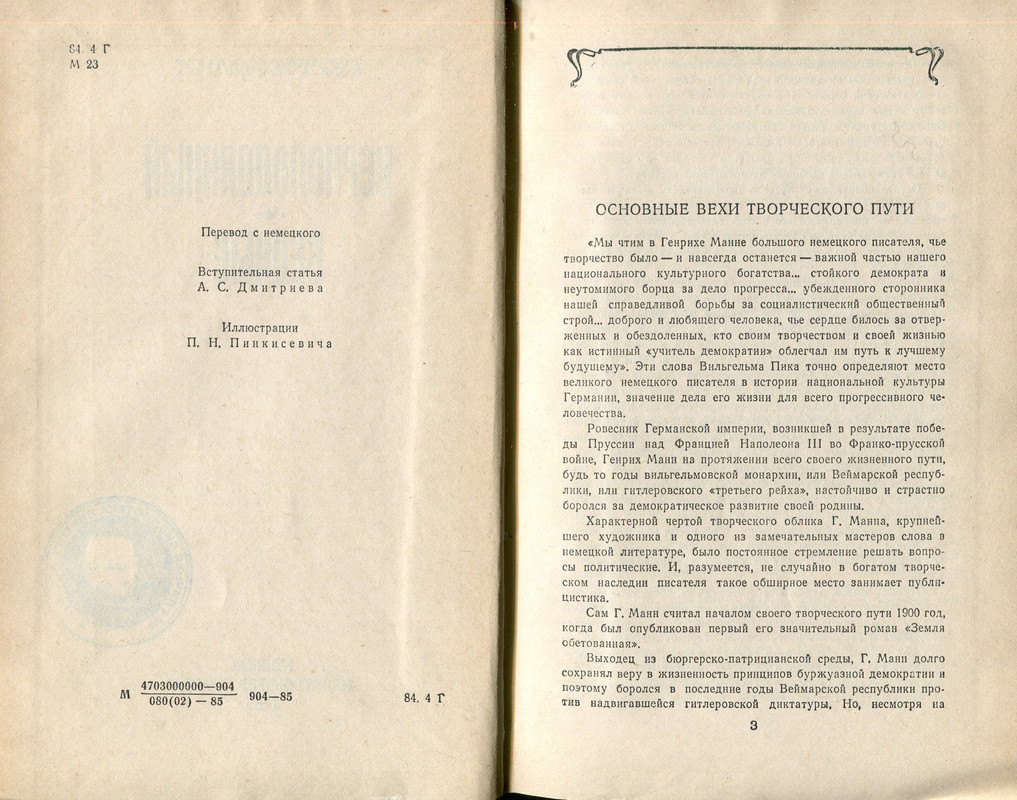 84. 4 Г
М 23
Перевод с немецкого
Вступительная статья
А. С. Дмитриева
Иллюстрации
П. Н. Пинкисевича
М 4703000000—904 904—85
080(02) — 85
84. 4 Г
ОСНОВНЫЕ ВЕХИ ТВОРЧЕСКОГО ПУТИ
«Мы чтим в Генрихе Манне большого немецкого писателя, чье
творчество было — и навсегда останется — важной частью нашего
национального культурного богатства... стойкого демократа и
неутомимого борца за дело прогресса... убежденного сторонника
нашей справедливой борьбы за социалистический общественный
строй... доброго и любящего человека, чье сердце билось за отвер-
женных и обездоленных, кто своим творчеством и своей жизнью
как истинный «учитель демократии» облегчал им путь к лучшему
будущему». Эти слова Вильгельма Пика точно определяют место
великого немецкого писателя в истории национальной культуры
Германии, значение дела его жизни для всего прогрессивного че-
ловечества.
Ровесник Германской империи, возникшей в результате побе-
ды Пруссии над Францией Наполеона III во Франко-прусской
войне, Генрих Манн на протяжении всего своего жизненного пути,
будь то годы вильгельмовской монархии, или Веймарской респуб-
лики, или гитлеровского «третьего рейха», настойчиво и страстно
боролся за демократическое развитие своей родины.
Характерной чертой творческого облика Г. Манна, крупней-
шего художника и одного из замечательных мастеров слова в
немецкой литературе, было постоянное стремление решать вопро-
сы политические. И, разумеется, не случайно в богатом творче-
ском наследии писателя такое обширное место занимает публи-
цистика.
Сам Г. Манн считал началом своего творческого пути 1900 год,
когда был опубликован первый его значительный роман «Земля
обетованная».
Выходец из бюргерско-патрицианской среды, Г. Манн долго
сохранял веру в жизненность принципов буржуазной демократии и
поэтому боролся в последние годы Веймарской республики про-
тив надвигавшейся гитлеровской диктатуры. Но, несмотря на
3